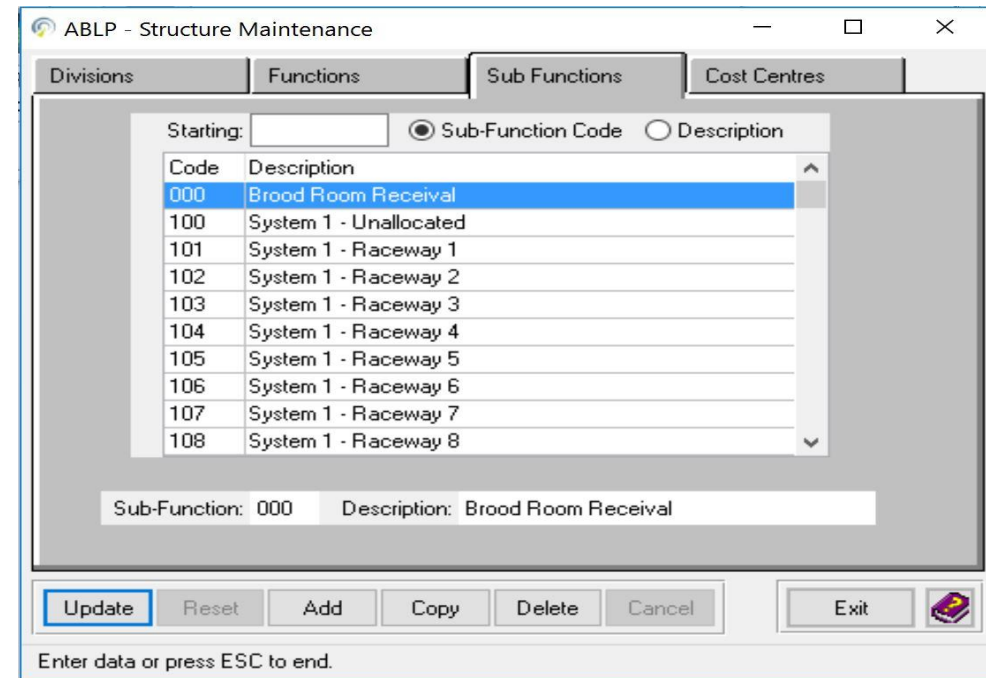 ABLP - Structure Maintenance
Divisions Functions Sub Functions Cost Centres
Starting: Sub-Function Code Description
Code Description
000 Brood Room Receival
100 System 1 - Unallocated
101 System 1 - Raceway 1
102 System 1 - Raceway 2
103 System 1 - Raceway 3
104 System 1 - Raceway 4
105 System 1 - Raceway 5
106 System 1 - Raceway 6
107 System 1 - Raceway 7
108 System 1 - Raceway 8
Sub-Function: 000 Description: Brood Room Receival
Update Reset Add Copy Delete Cancel Exit
Enter data or press ESC to end.